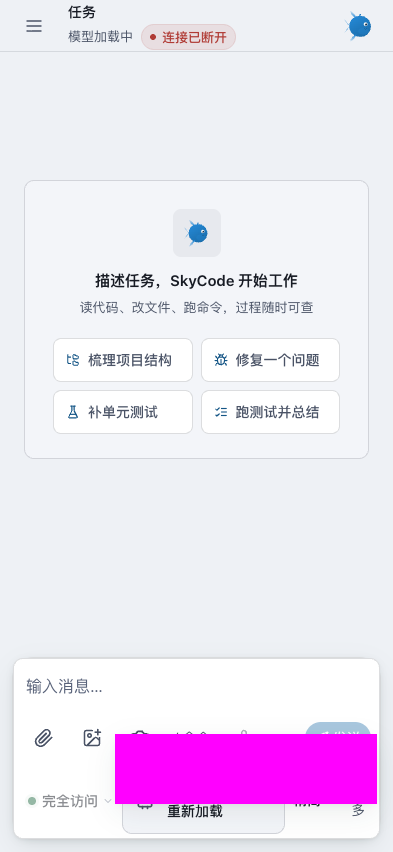 任务
模型加载中
连接已断开
描述任务，SkyCode 开始工作
读代码、改文件、跑命令，过程随时可查
梳理项目结构
修复一个问题
补单元测试
跑测试并总结
输入消息...
完全访问
重新加载
多